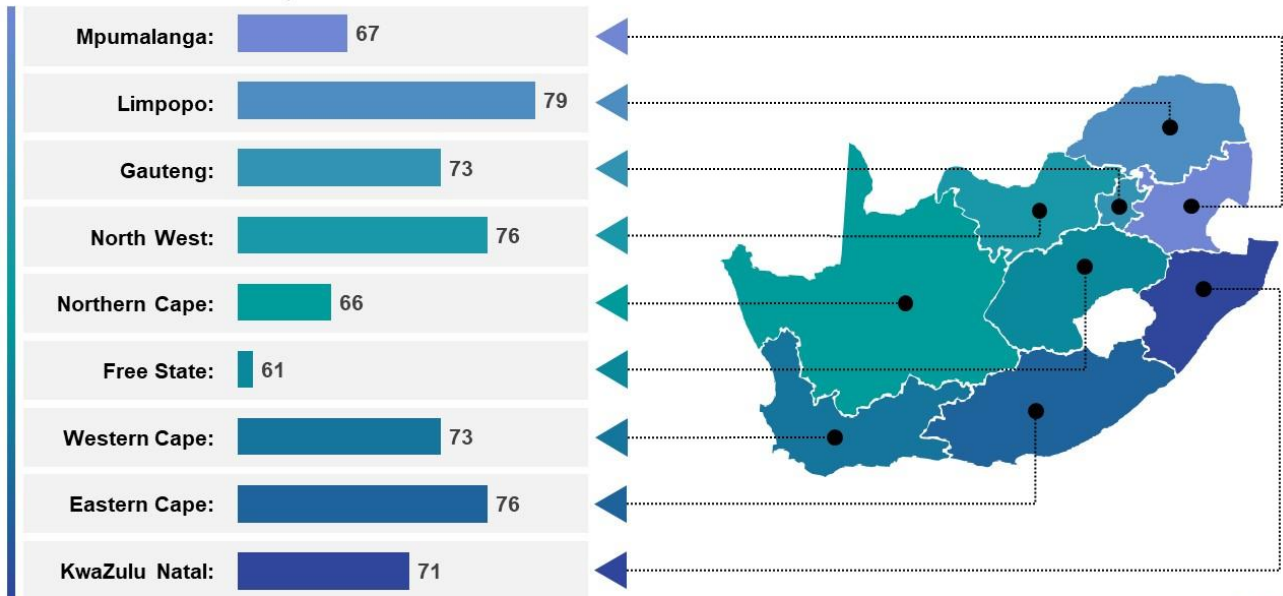 Mpumalanga: 67
Limpopo: 79
Gauteng: 73
North West: 76
Northern Cape: 66
Free State: 61
Western Cape: 73
Eastern Cape: 76
KwaZulu Natal: 71